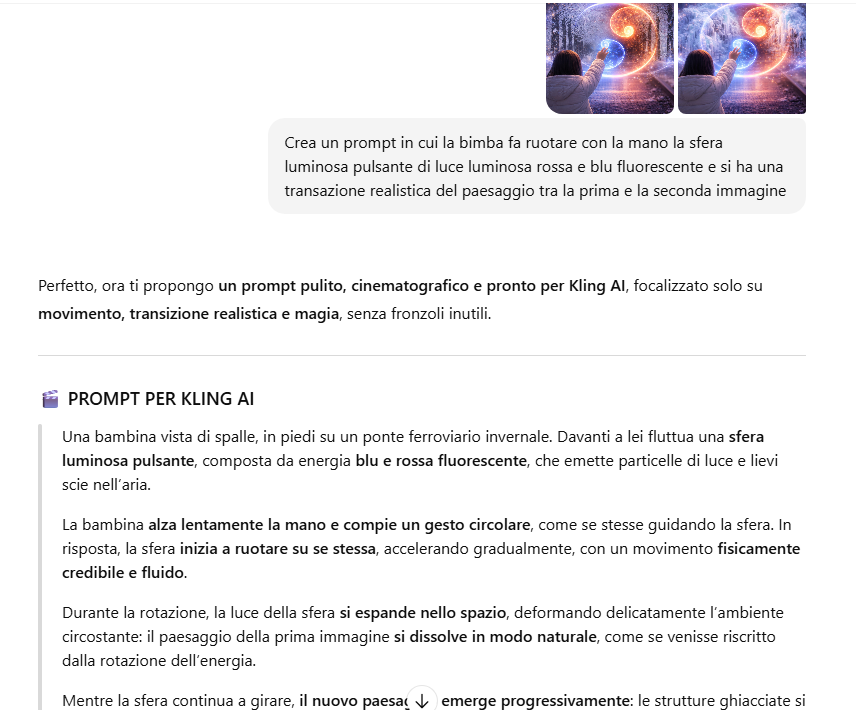 Crea un prompt in cui la bimba fa ruotare con la mano la sfera
luminosa pulsante di luce luminosa rossa e blu fluorescente e si ha una
transazione realistica del paesaggio tra la prima e la seconda immagine
Perfetto, ora ti propongo un prompt pulito, cinematografico e pronto per Kling AI, focalizzato solo su
movimento, transizione realistica e magia, senza fronzoli inutili.
PROMPT PER KLING AI
Una bambina vista di spalle, in piedi su un ponte ferroviario invernale. Davanti a lei fluttua una sfera
luminosa pulsante, composta da energia blu e rossa fluorescente, che emette particelle di luce e lievi
scie nell’aria.
La bambina alza lentamente la mano e compie un gesto circolare, come se stesse guidando la sfera. In
risposta, la sfera inizia a ruotare su se stessa, accelerando gradualmente, con un movimento fisicamente
credibile e fluido.
Durante la rotazione, la luce della sfera si espande nello spazio, deformando delicatamente l’ambiente
circostante: il paesaggio della prima immagine si dissolve in modo naturale, come se venisse riscritto
dalla rotazione dell’energia.
Mentre la sfera continua a girare, il nuovo emerge progressivamente: le strutture ghiacciate si